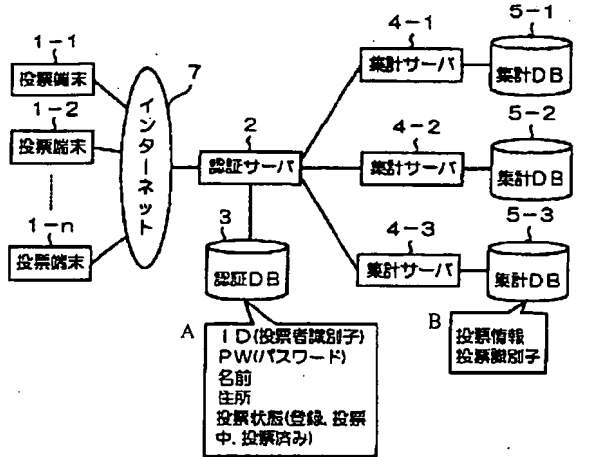 1-1
投票端末
1-2
投票端末
1-n
投票端末
7
インターネット
2
認証サーバ
3
認証DB
4-1
集計サーバ
4-2
集計サーバ
4-3
集計サーバ
5-1
集計DB
5-2
集計DB
5-3
集計DB
A
ID(投票者識別子)
PW(パスワード)
名前
住所
投票状態(登録、投票
中、投票済み)
B
投票情報
投票識別子